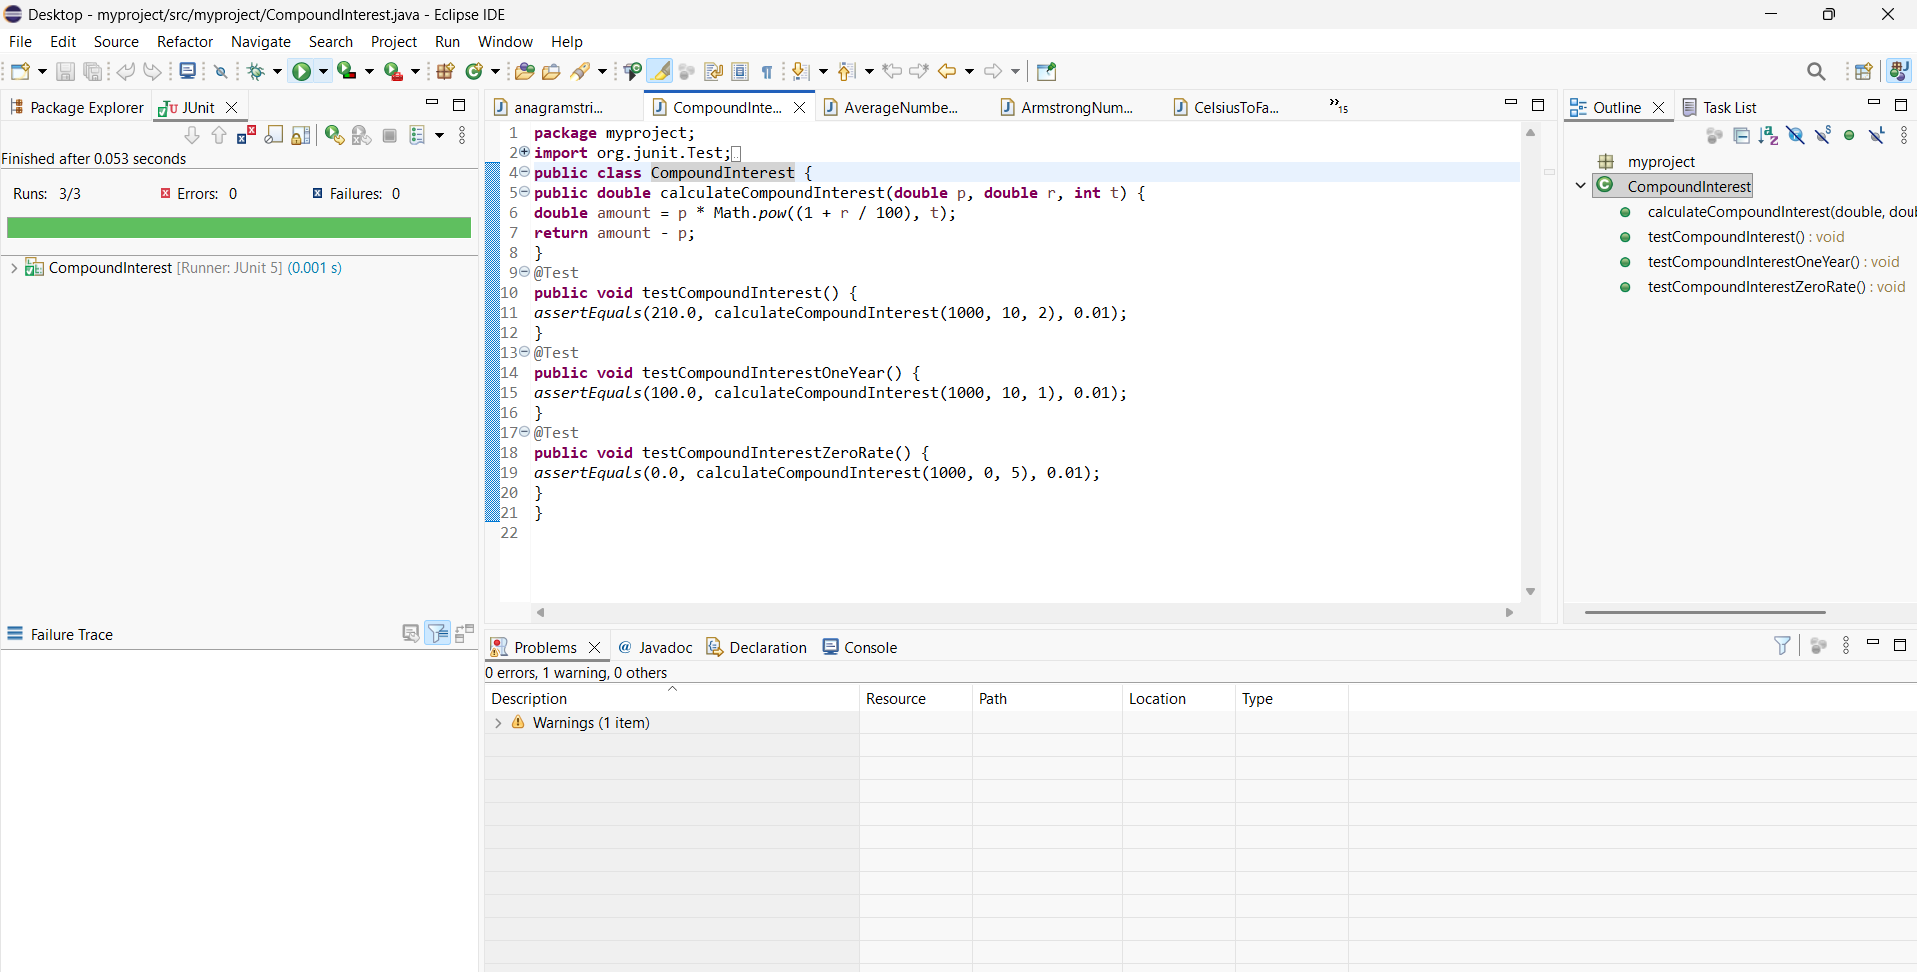 Desktop - myproject/src/myproject/CompoundInterest.java - Eclipse IDE
File Edit Source Refactor Navigate Search Project Run Window Help
Package Explorer JUnit
Finished after 0.053 seconds
Runs: 3/3 Errors: 0 Failures: 0
CompoundInterest [Runner: JUnit 5] (0.001 s)
Failure Trace
anagramstri... CompoundInte... AverageNumbe... ArmstrongNum... CelsiusToFa... »15
1 package myproject;
2 import org.junit.Test;
4 public class CompoundInterest {
5 public double calculateCompoundInterest(double p, double r, int t) {
6 double amount = p * Math.pow((1 + r / 100), t);
7 return amount - p;
8 }
9 @Test
10 public void testCompoundInterest() {
11 assertEquals(210.0, calculateCompoundInterest(1000, 10, 2), 0.01);
12 }
13 @Test
14 public void testCompoundInterestOneYear() {
15 assertEquals(100.0, calculateCompoundInterest(1000, 10, 1), 0.01);
16 }
17 @Test
18 public void testCompoundInterestZeroRate() {
19 assertEquals(0.0, calculateCompoundInterest(1000, 0, 5), 0.01);
20 }
21 }
22
Outline Task List
myproject
CompoundInterest
calculateCompoundInterest(double, dou
testCompoundInterest() : void
testCompoundInterestOneYear() : void
testCompoundInterestZeroRate() : void
Problems @ Javadoc Declaration Console
0 errors, 1 warning, 0 others
Description Resource Path Location Type
Warnings (1 item)